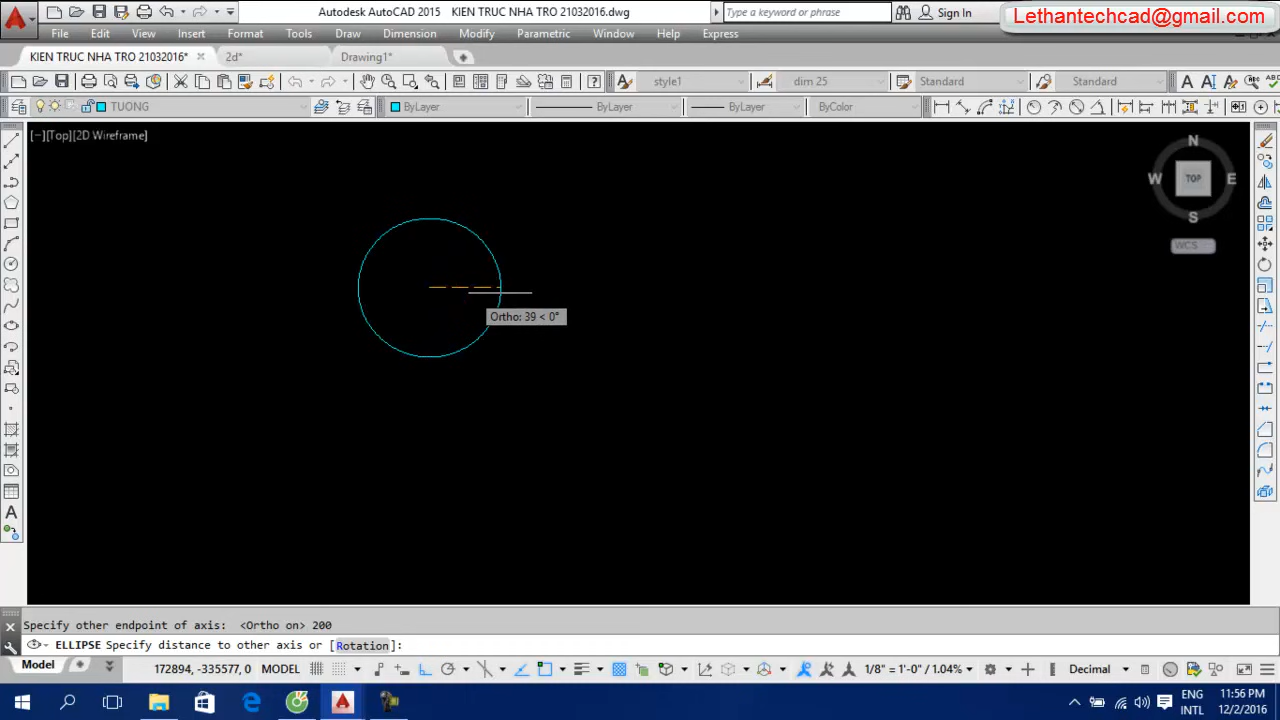 Autodesk AutoCAD 2015 KIEN TRUC NHA TRO 21032016.dwg
Type a keyword or phrase
Sign In
Lethantechcad@gmail.com
File Edit View Insert Format Tools Draw Dimension Modify Parametric Window Help Express
KIEN TRUC NHA TRO 21032016* 2d* Drawing1*
style1 dim 25 Standard Standard
TUONG ByLayer ByLayer ByLayer ByColor
[−][Top][2D Wireframe]
N
W TOP E
S
WCS
Ortho: 39 < 0°
Specify other endpoint of axis: <Ortho on> 200
ELLIPSE Specify distance to other axis or [Rotation]:
Model 172894, -335577, 0 MODEL 1/8" = 1'-0" / 1.04% Decimal
ENG 11:56 PM
INTL 12/2/2016